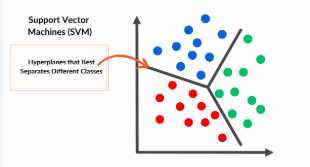 Support Vector
Machines (SVM)
Hyperplanes that Best
Separates Different Classes